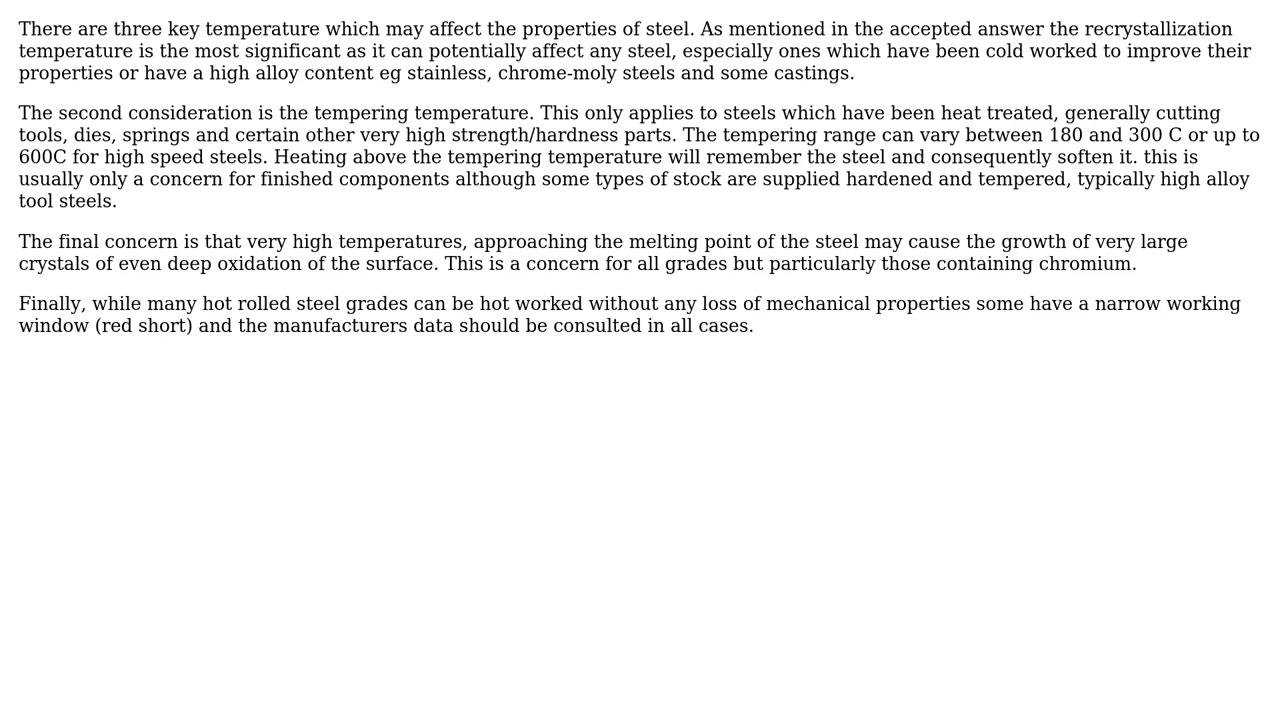 There are three key temperature which may affect the properties of steel. As mentioned in the accepted answer the recrystallization
temperature is the most significant as it can potentially affect any steel, especially ones which have been cold worked to improve their
properties or have a high alloy content eg stainless, chrome-moly steels and some castings.
The second consideration is the tempering temperature. This only applies to steels which have been heat treated, generally cutting
tools, dies, springs and certain other very high strength/hardness parts. The tempering range can vary between 180 and 300 C or up to
600C for high speed steels. Heating above the tempering temperature will remember the steel and consequently soften it. this is
usually only a concern for finished components although some types of stock are supplied hardened and tempered, typically high alloy
tool steels.
The final concern is that very high temperatures, approaching the melting point of the steel may cause the growth of very large
crystals of even deep oxidation of the surface. This is a concern for all grades but particularly those containing chromium.
Finally, while many hot rolled steel grades can be hot worked without any loss of mechanical properties some have a narrow working
window (red short) and the manufacturers data should be consulted in all cases.